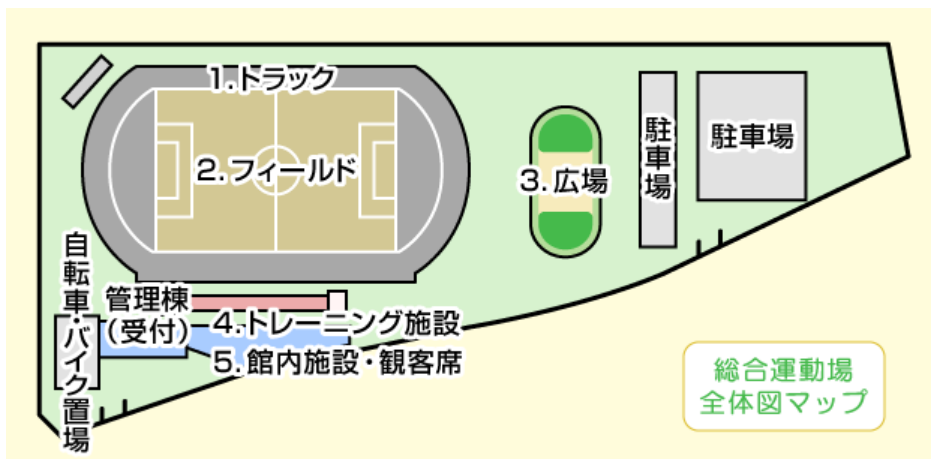 1.トラック
2.フィールド
3.広場
駐車場
駐車場
自転車・バイク置場
管理棟
(受付)
4.トレーニング施設
5.館内施設・観客席
総合運動場
全体図マップ